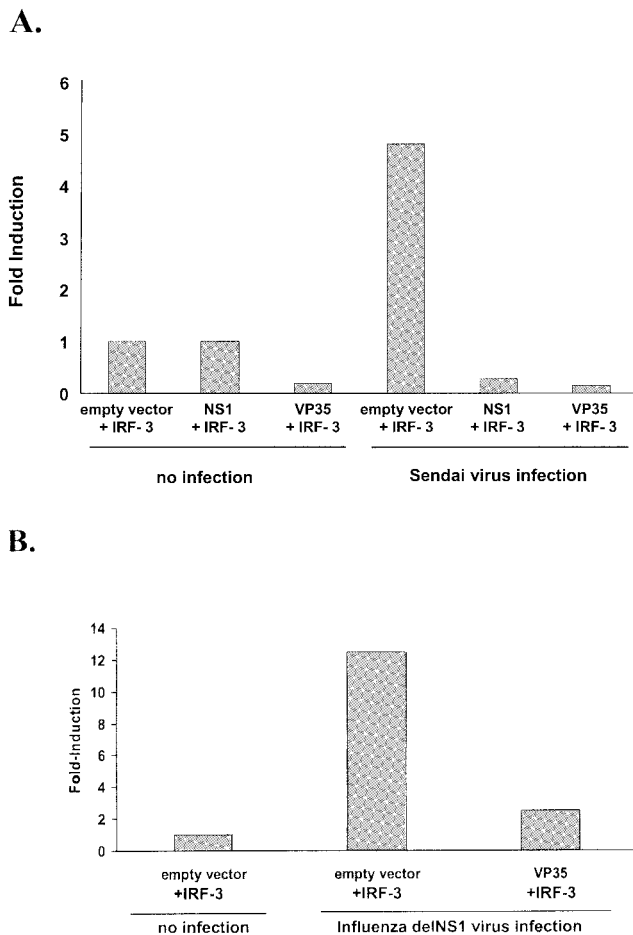 A.
6
5
4
3
2
1
0
Fold Induction
empty vector NS1 VP35 empty vector NS1 VP35
+ IRF- 3 + IRF- 3 + IRF- 3 + IRF- 3 + IRF- 3 + IRF- 3
no infection Sendai virus infection
B.
14
12
10
8
6
4
2
0
Fold-Induction
empty vector empty vector VP35
+IRF-3 +IRF-3 +IRF-3
no infection Influenza delNS1 virus infection